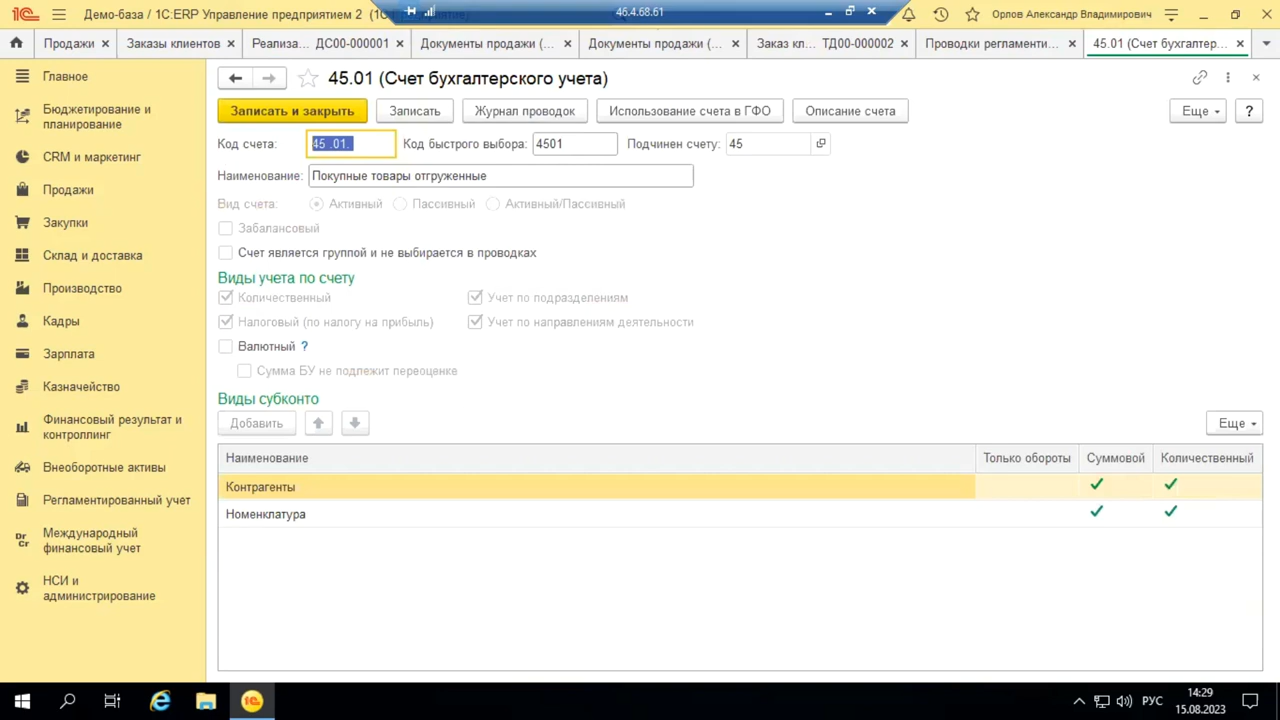 Демо-база / 1С:ERP Управление предприятием 2 (1С:Предприятие)
46.4.68.61
Орлов Александр Владимирович
Продажи
Заказы клиентов
Реализа... ДС00-000001
Документы продажи (...
Документы продажи (...
Заказ кл... ТД00-000002
Проводки регламенти...
45.01 (Счет бухгалтер...
Главное
Бюджетирование и
планирование
CRM и маркетинг
Продажи
Закупки
Склад и доставка
Производство
Кадры
Зарплата
Казначейство
Финансовый результат и
контроллинг
Внеоборотные активы
Регламентированный учет
Международный
финансовый учет
НСИ и
администрирование
45.01 (Счет бухгалтерского учета)
Записать и закрыть
Записать
Журнал проводок
Использование счета в ГФО
Описание счета
Еще
?
Код счета: 45 .01.
Код быстрого выбора: 4501
Подчинен счету: 45
Наименование: Покупные товары отгруженные
Вид счета: Активный Пассивный Активный/Пассивный
Забалансовый
Счет является группой и не выбирается в проводках
Виды учета по счету
Количественный Учет по подразделениям
Налоговый (по налогу на прибыль) Учет по направлениям деятельности
Валютный ?
Сумма БУ не подлежит переоценке
Виды субконто
Добавить
Еще
Наименование Только обороты Суммовой Количественный
Контрагенты
Номенклатура
РУС
14:29
15.08.2023